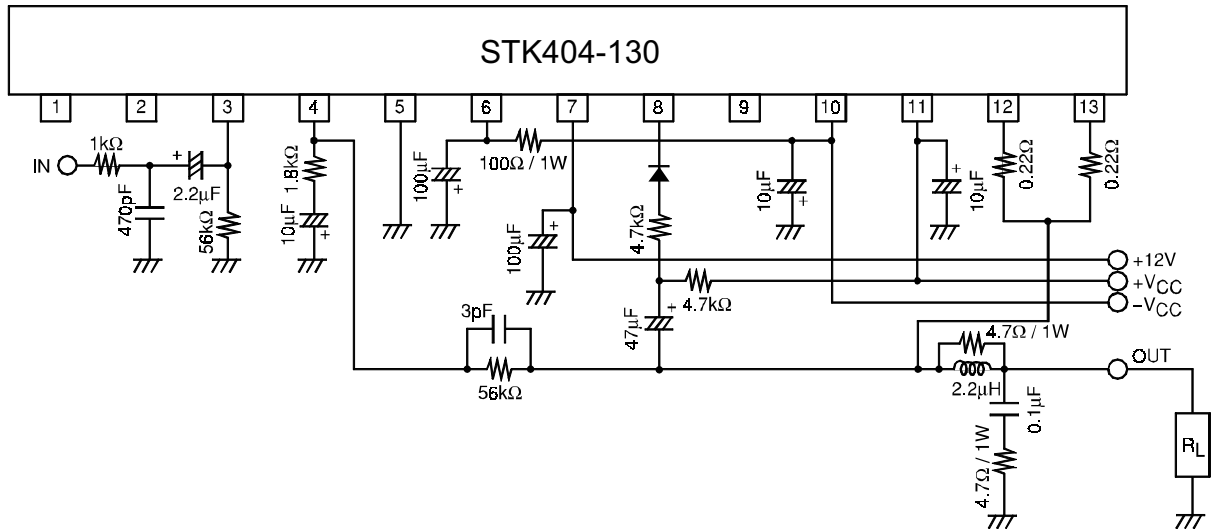 STK404-130
1
2
3
4
5
6
7
8
9
10
11
12
13
IN
1kΩ
+
2.2μF
470pF
56kΩ
1.8kΩ
10μF
+
100μF
+
100Ω / 1W
100μF
+
4.7kΩ
10μF
+
+
10μF
0.22Ω
0.22Ω
+12V
+VCC
−VCC
4.7kΩ
3pF
56kΩ
47μF
+
4.7Ω / 1W
2.2μH
OUT
0.1μF
4.7Ω / 1W
RL